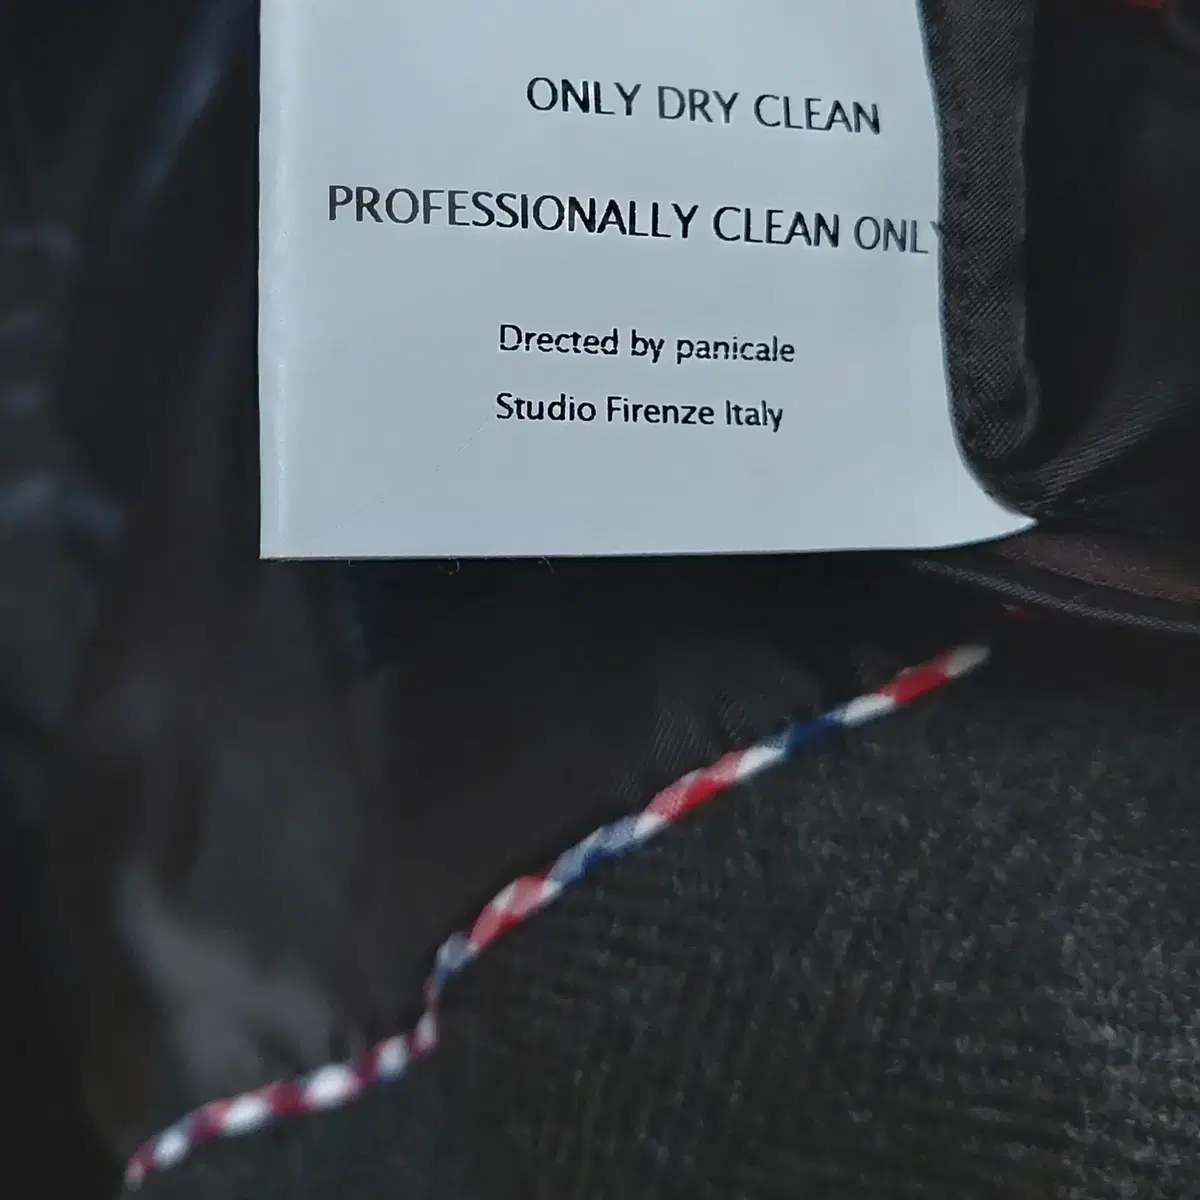 ONLY DRY CLEAN
PROFESSIONALLY CLEAN ONLY
Drected by panicale
Studio Firenze Italy